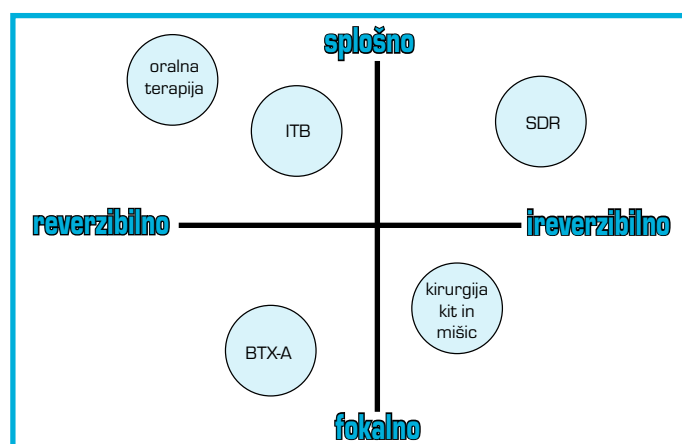 splošno
oralna
terapija
ITB
SDR
reverzibilno
ireverzibilno
kirurgija
kit in
mišic
BTX-A
fokalno